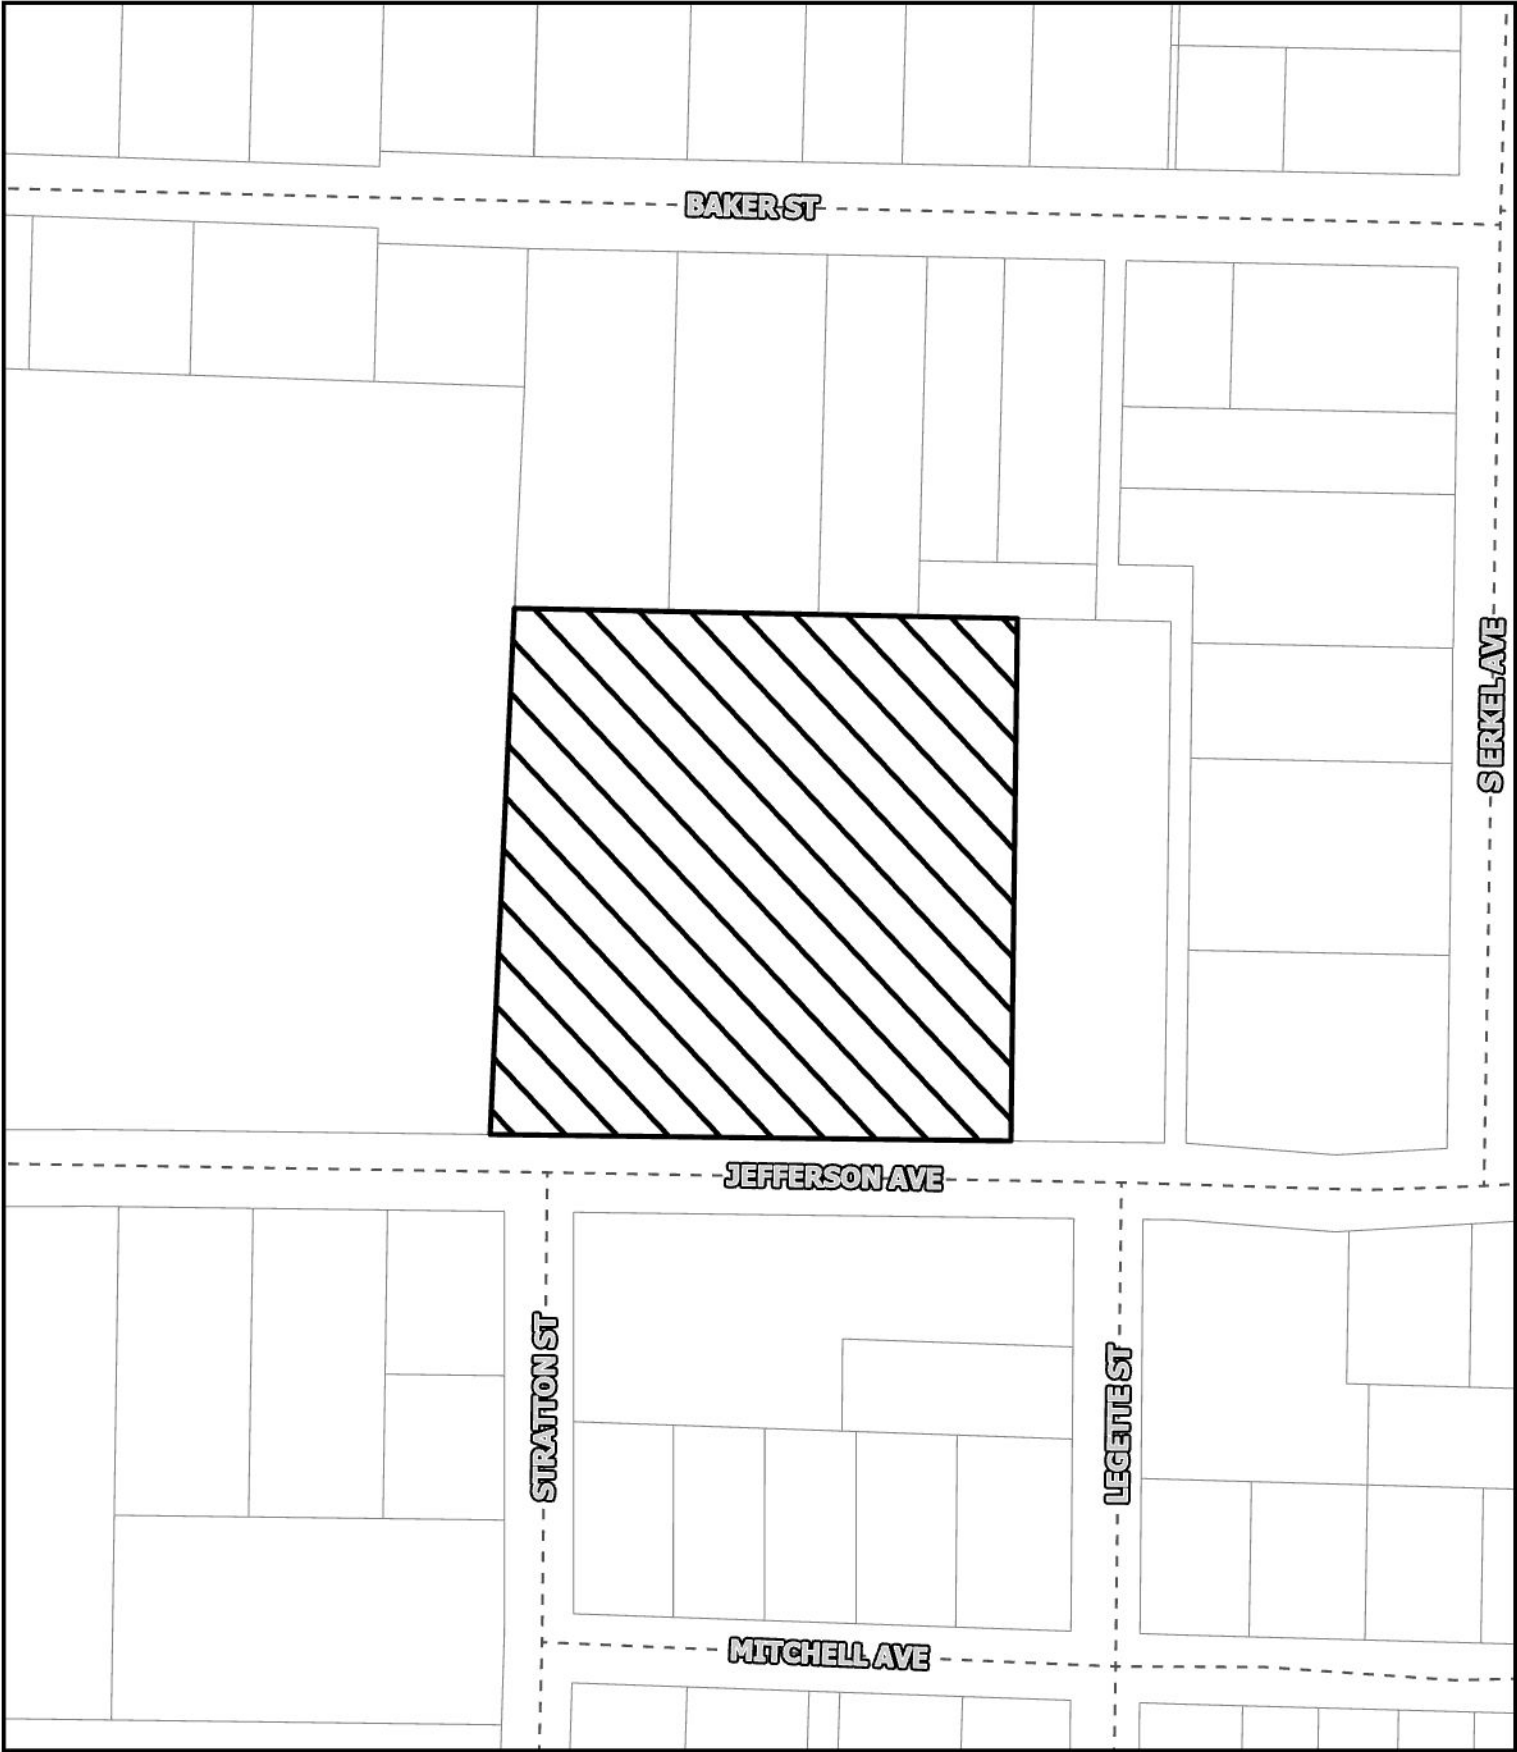 BAKER ST
S ERKEL AVE
JEFFERSON AVE
STRATTON ST
LEGETTE ST
MITCHELL AVE